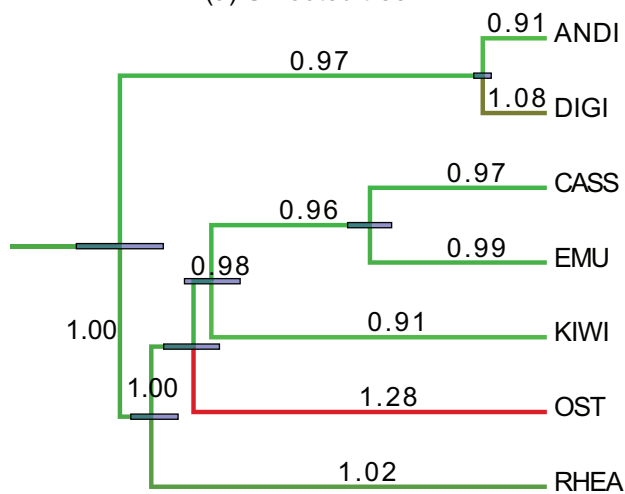 0.91
ANDI
0.97
1.08
DIGI
0.97
CASS
0.96
0.99
EMU
0.98
0.91
KIWI
1.00
1.00
1.28
OST
1.02
RHEA